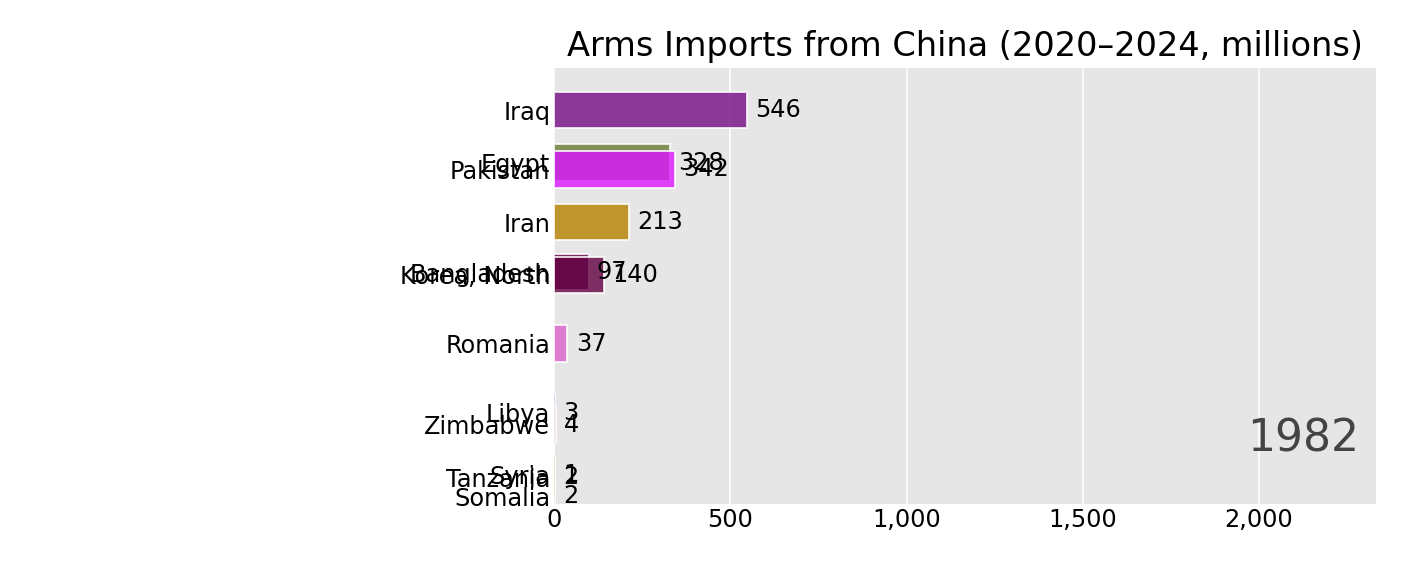 Arms Imports from China (2020–2024, millions)
Iraq 546
Egypt 328
Pakistan 342
Iran 213
Bangladesh 97
Korea, North 140
Romania 37
Libya 3
Zimbabwe 4
Syria 1
Tanzania 2
Somalia 2
1982
0 500 1,000 1,500 2,000